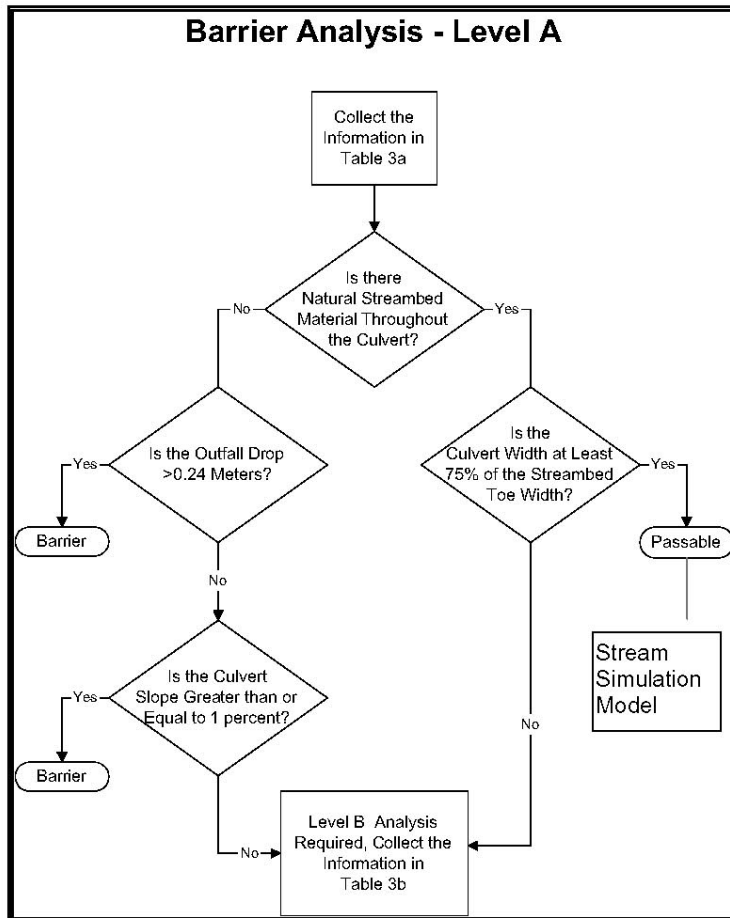 Barrier Analysis - Level A
Collect the
Information in
Table 3a
Is there
Natural Streambed
Material Throughout
the Culvert?
No
Yes
Is the Outfall Drop
>0.24 Meters?
Yes
Is the
Culvert Width at Least
75% of the Streambed
Toe Width?
Yes
Barrier
Passable
No
Is the Culvert
Slope Greater than or
Equal to 1 percent?
Yes
Stream
Simulation
Model
No
Barrier
Level B Analysis
Required, Collect the
Information in
Table 3b
No